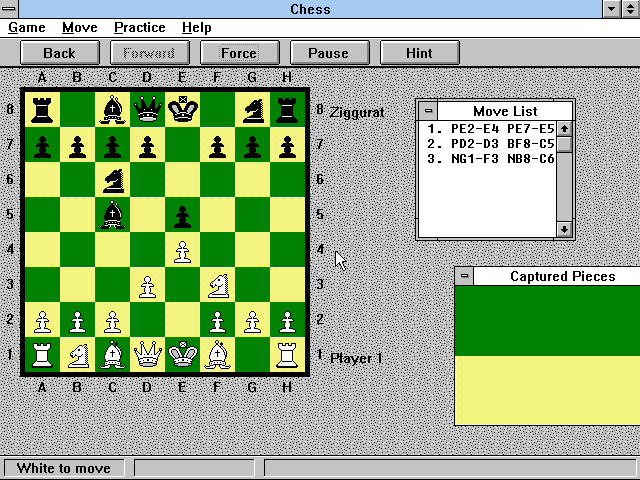 Chess
Game Move Practice Help
Back Forward Force Pause Hint
A B C D E F G H
8 8 Ziggurat
7 7
6 6
5 5
4 4
3 3
2 2
1 1 Player 1
A B C D E F G H
Move List
1. PE2-E4 PE7-E5
2. PD2-D3 BF8-C5
3. NG1-F3 NB8-C6
Captured Pieces
White to move